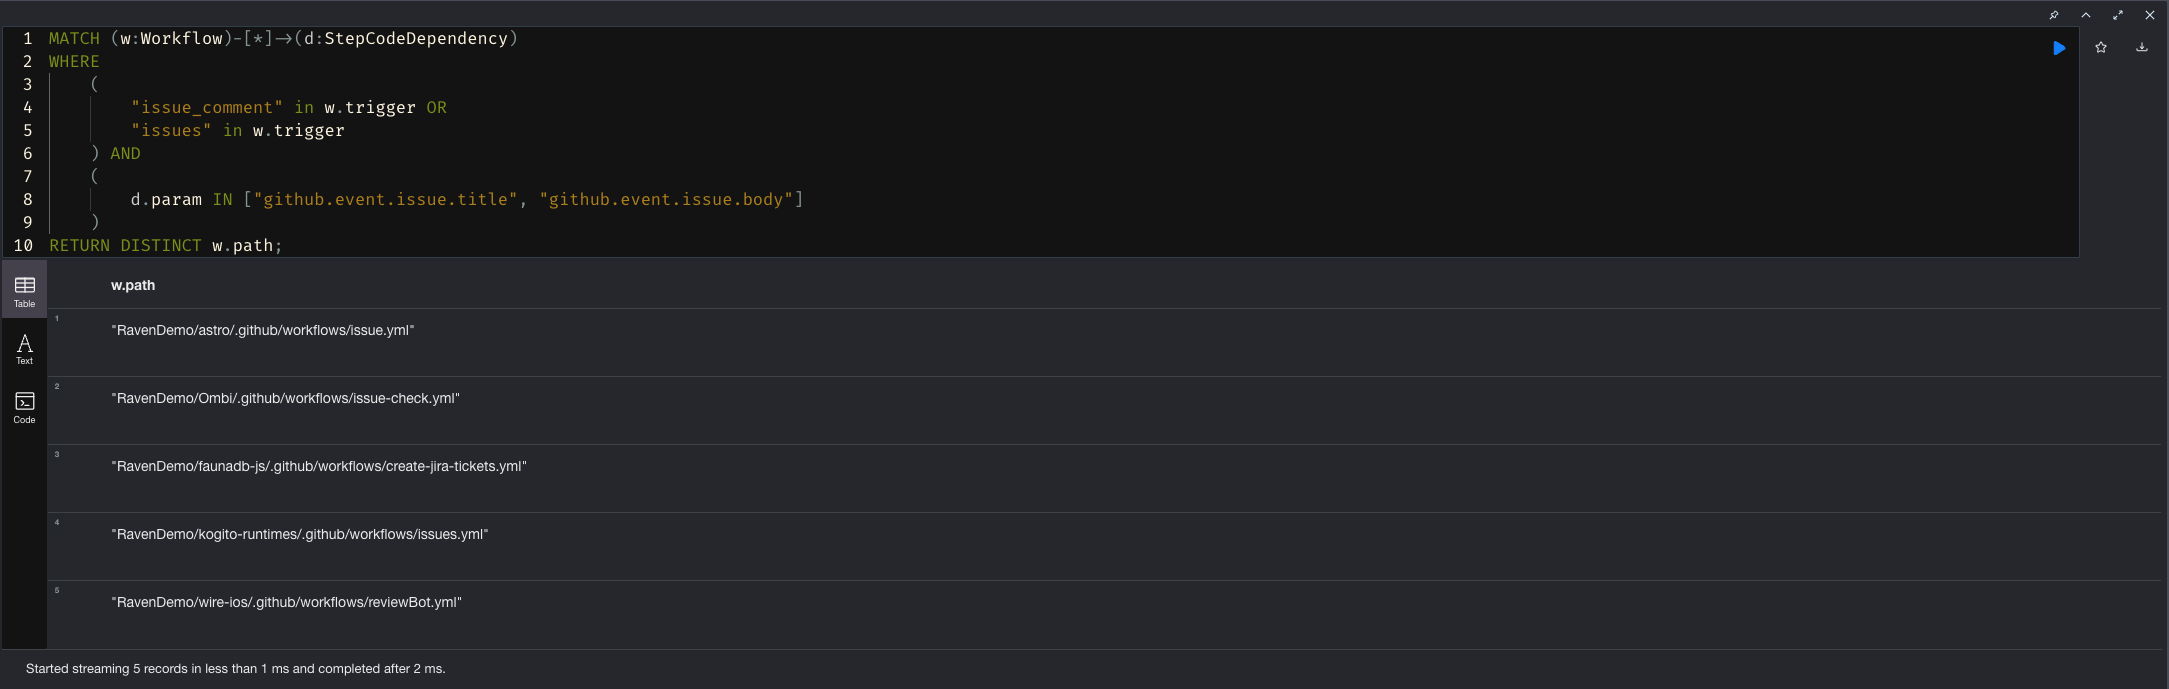 1 MATCH (w:Workflow)-[*]->(d:StepCodeDependency)
2 WHERE
3 (
4 "issue_comment" in w.trigger OR
5 "issues" in w.trigger
6 ) AND
7 (
8 d.param IN ["github.event.issue.title", "github.event.issue.body"]
9 )
10 RETURN DISTINCT w.path;
Table
Text
Code
w.path
1
"RavenDemo/astro/.github/workflows/issue.yml"
2
"RavenDemo/Ombi/.github/workflows/issue-check.yml"
3
"RavenDemo/faunadb-js/.github/workflows/create-jira-tickets.yml"
4
"RavenDemo/kogito-runtimes/.github/workflows/issues.yml"
5
"RavenDemo/wire-ios/.github/workflows/reviewBot.yml"
Started streaming 5 records in less than 1 ms and completed after 2 ms.